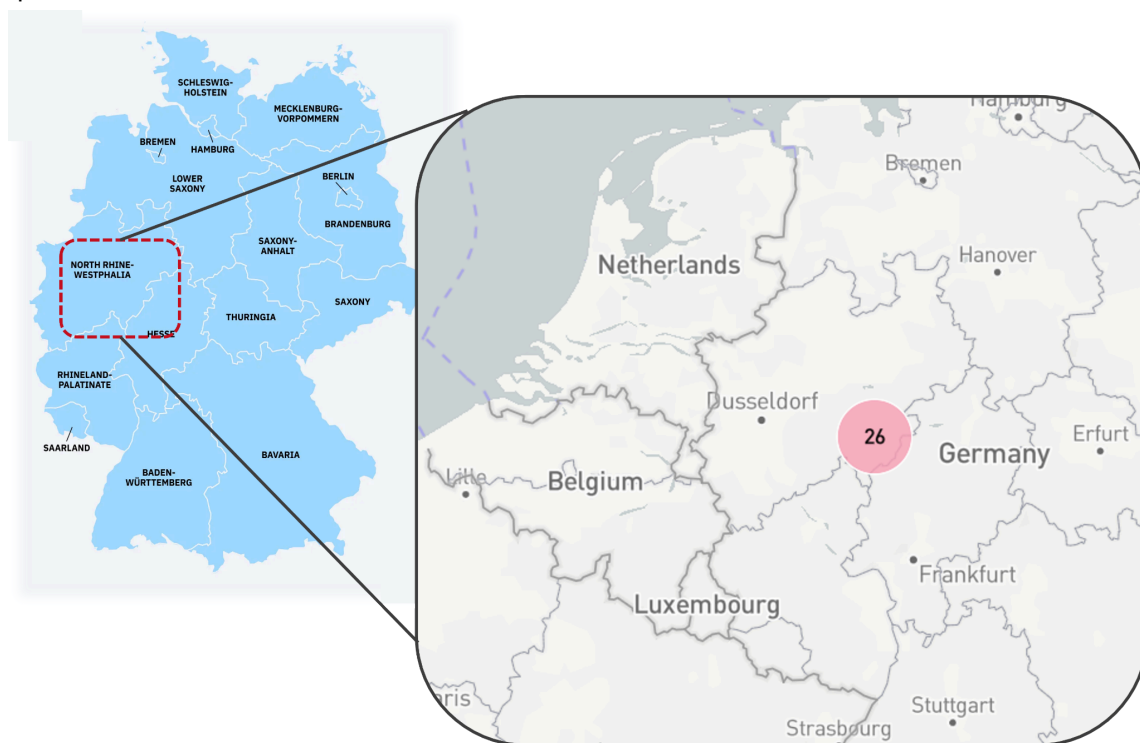 SCHLESWIG-
HOLSTEIN
MECKLENBURG-
VORPOMMERN
BREMEN
HAMBURG
LOWER
SAXONY
BERLIN
BRANDENBURG
SAXONY-
ANHALT
NORTH RHINE-
WESTPHALIA
SAXONY
THURINGIA
HESSE
RHINELAND-
PALATINATE
SAARLAND
BAVARIA
BADEN-
WÜRTTEMBERG
Hamburg
Bremen
Hanover
Netherlands
Dusseldorf
26
Germany
Erfurt
Lille
Belgium
Frankfurt
Luxembourg
aris
Stuttgart
Strasbourg